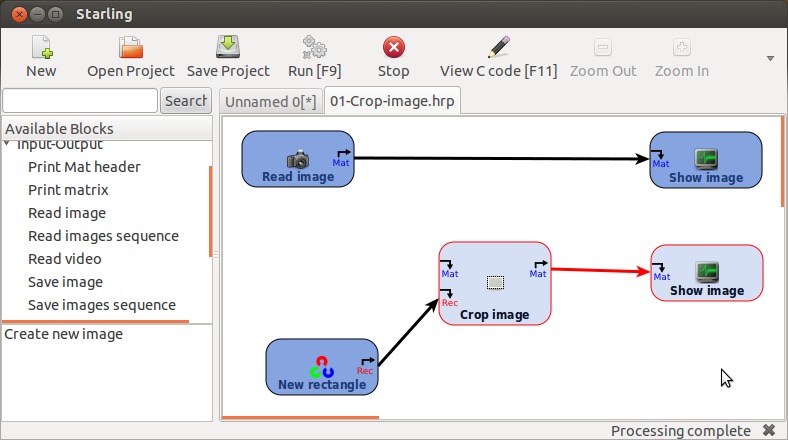 Starling
New Open Project Save Project Run [F9] Stop View C code [F11] Zoom Out Zoom In
Search
Unnamed 0[*] 01-Crop-image.hrp
Available Blocks
Input-Output
Print Mat header
Print matrix
Read image
Read images sequence
Read video
Save image
Save images sequence
Create new image
Mat
Read image
Mat
Show image
Mat
Rec
Mat
Crop image
Mat
Show image
Rec
New rectangle
Processing complete